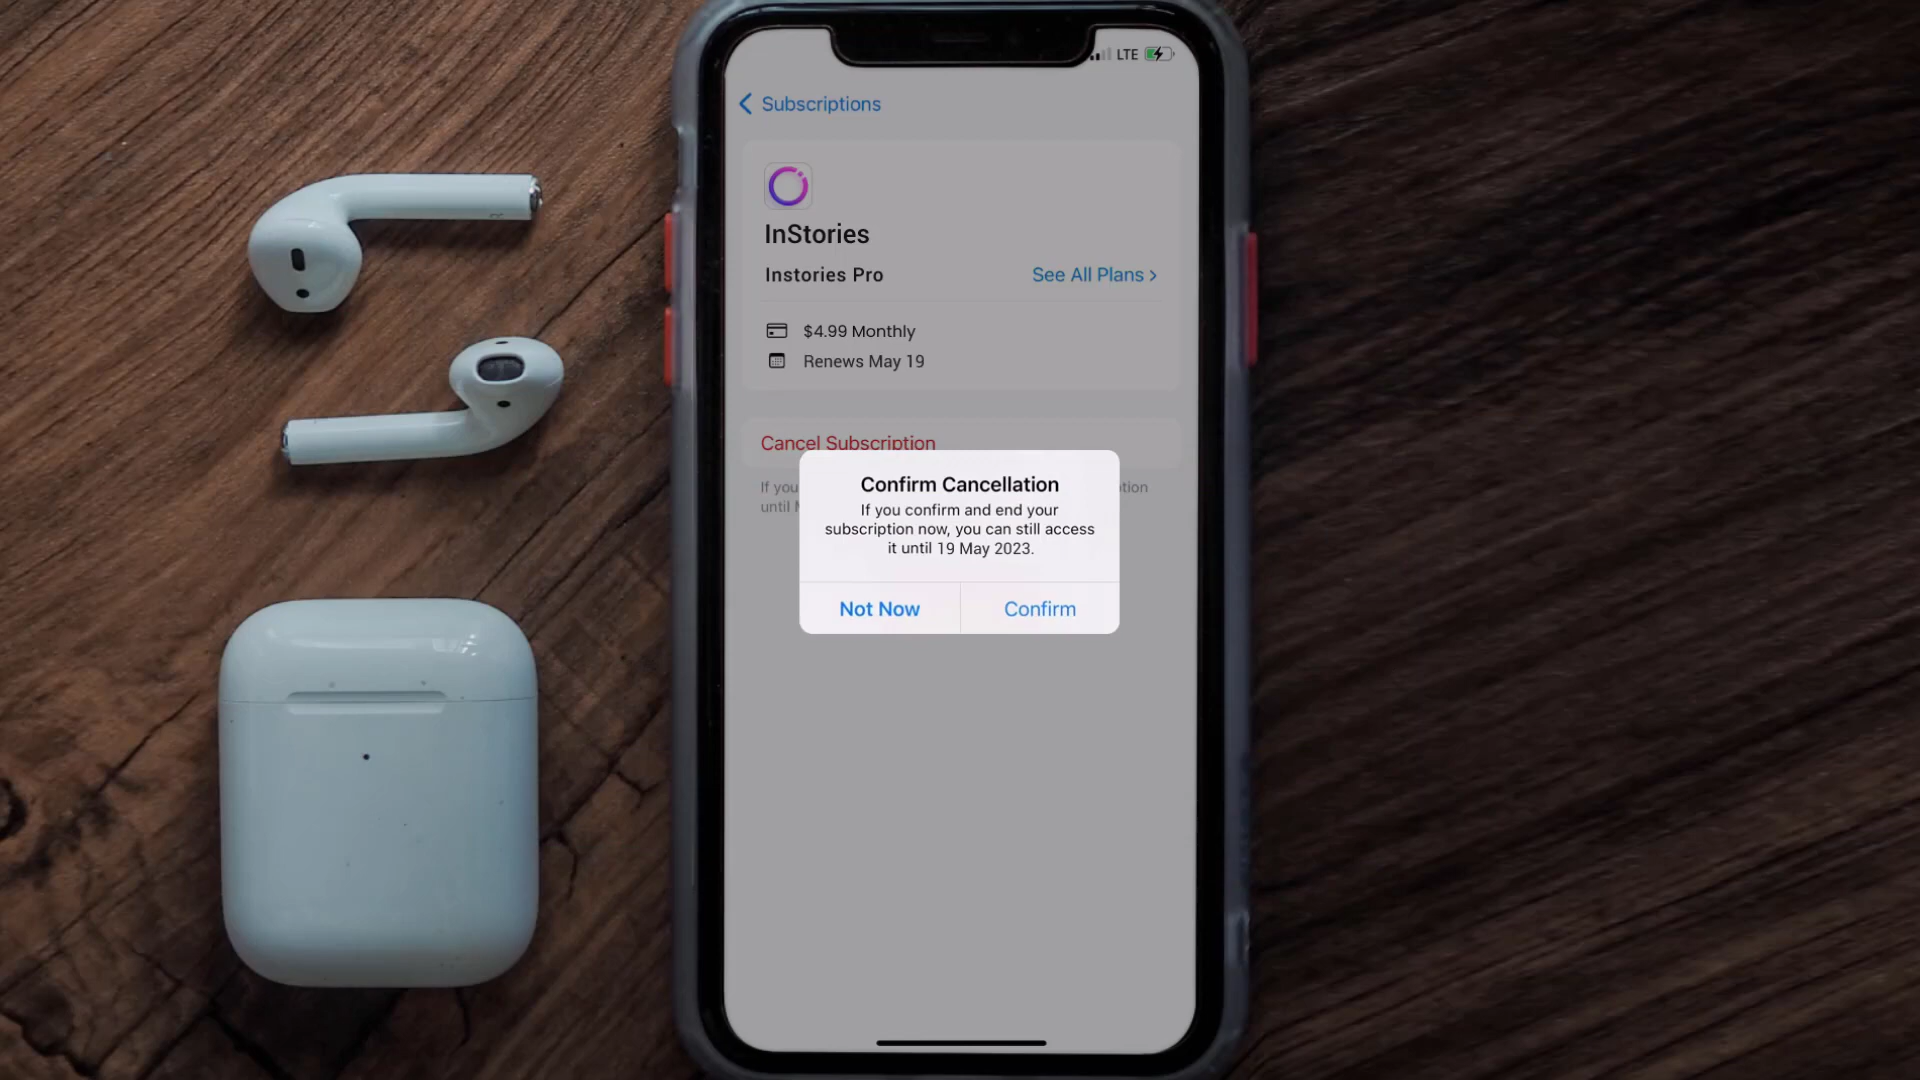 LTE
Subscriptions
InStories
Instories Pro
See All Plans
$4.99 Monthly
Renews May 19
Cancel Subscription
If you
tion
until
Confirm Cancellation
If you confirm and end your
subscription now, you can still access
it until 19 May 2023.
Not Now
Confirm